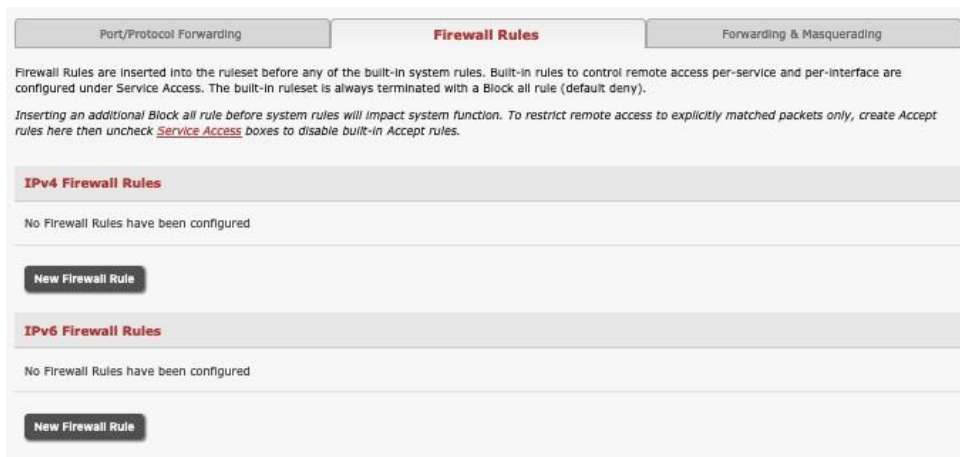 Port/Protocol Forwarding
Firewall Rules
Forwarding & Masquerading
Firewall Rules are inserted into the ruleset before any of the built-in system rules. Built-in rules to control remote access per-service and per-interface are
configured under Service Access. The built-in ruleset is always terminated with a Block all rule (default deny).
Inserting an additional Block all rule before system rules will impact system function. To restrict remote access to explicitly matched packets only, create Accept
rules here then uncheck Service Access boxes to disable built-in Accept rules.
IPv4 Firewall Rules
No Firewall Rules have been configured
New Firewall Rule
IPv6 Firewall Rules
No Firewall Rules have been configured
New Firewall Rule